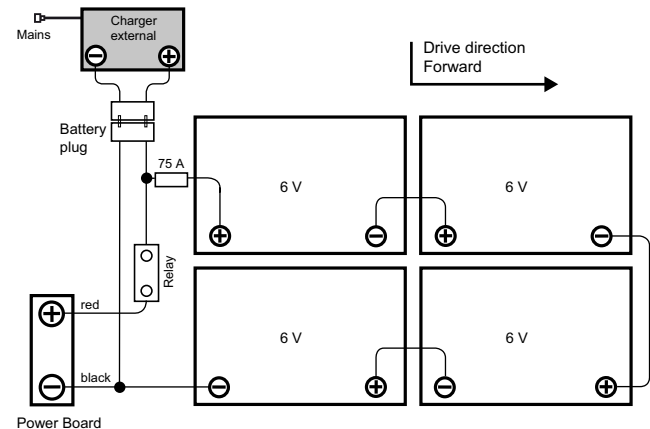 Charger
external
Mains
Drive direction
Forward
Battery
plug
75 A
6 V
6 V
Relay
6 V
6 V
red
black
Power Board